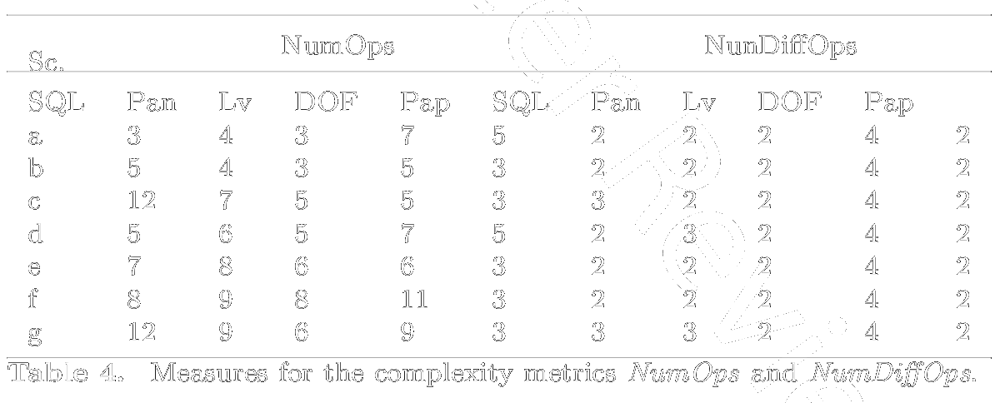 NumOps NunDiffOps
Sc.
SQL Pan Lv DOF Pap SQL Pan Lv DOF Pap
a 3 4 3 7 5 2 2 2 4 2
b 5 4 3 5 3 2 2 2 4 2
c 12 7 5 5 3 3 2 2 4 2
d 5 6 5 7 5 2 3 2 4 2
e 7 8 6 6 3 2 2 2 4 2
f 8 9 8 11 3 2 2 2 4 2
g 12 9 6 9 3 3 3 2 4 2
Table 4. Measures for the complexity metrics NumOps and NumDiffOps.